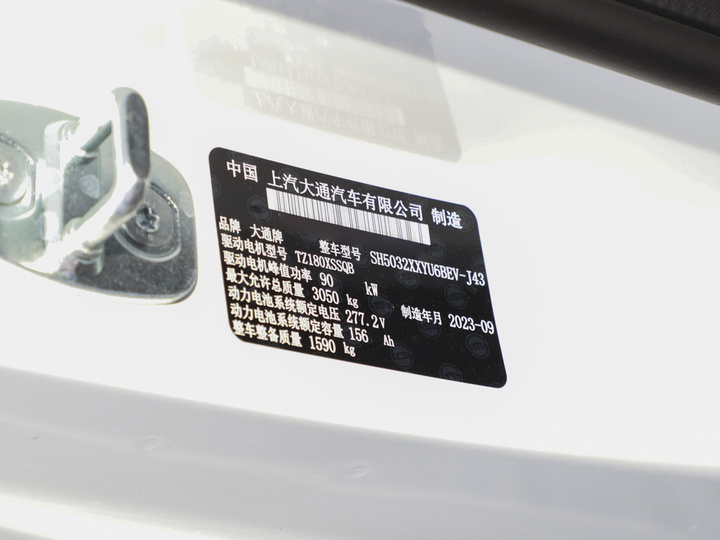 中国 上汽大通汽车有限公司 制造
品牌 大通牌 整车型号 SH5032XXYU6BEV-J43
驱动电机型号 TZ180XSSQB
驱动电机峰值功率 90 kW
最大允许总质量 3050 kg 制造年月 2023-09
动力电池系统额定电压 277.2V
动力电池系统额定容量 156 Ah
整车整备质量 1590 kg